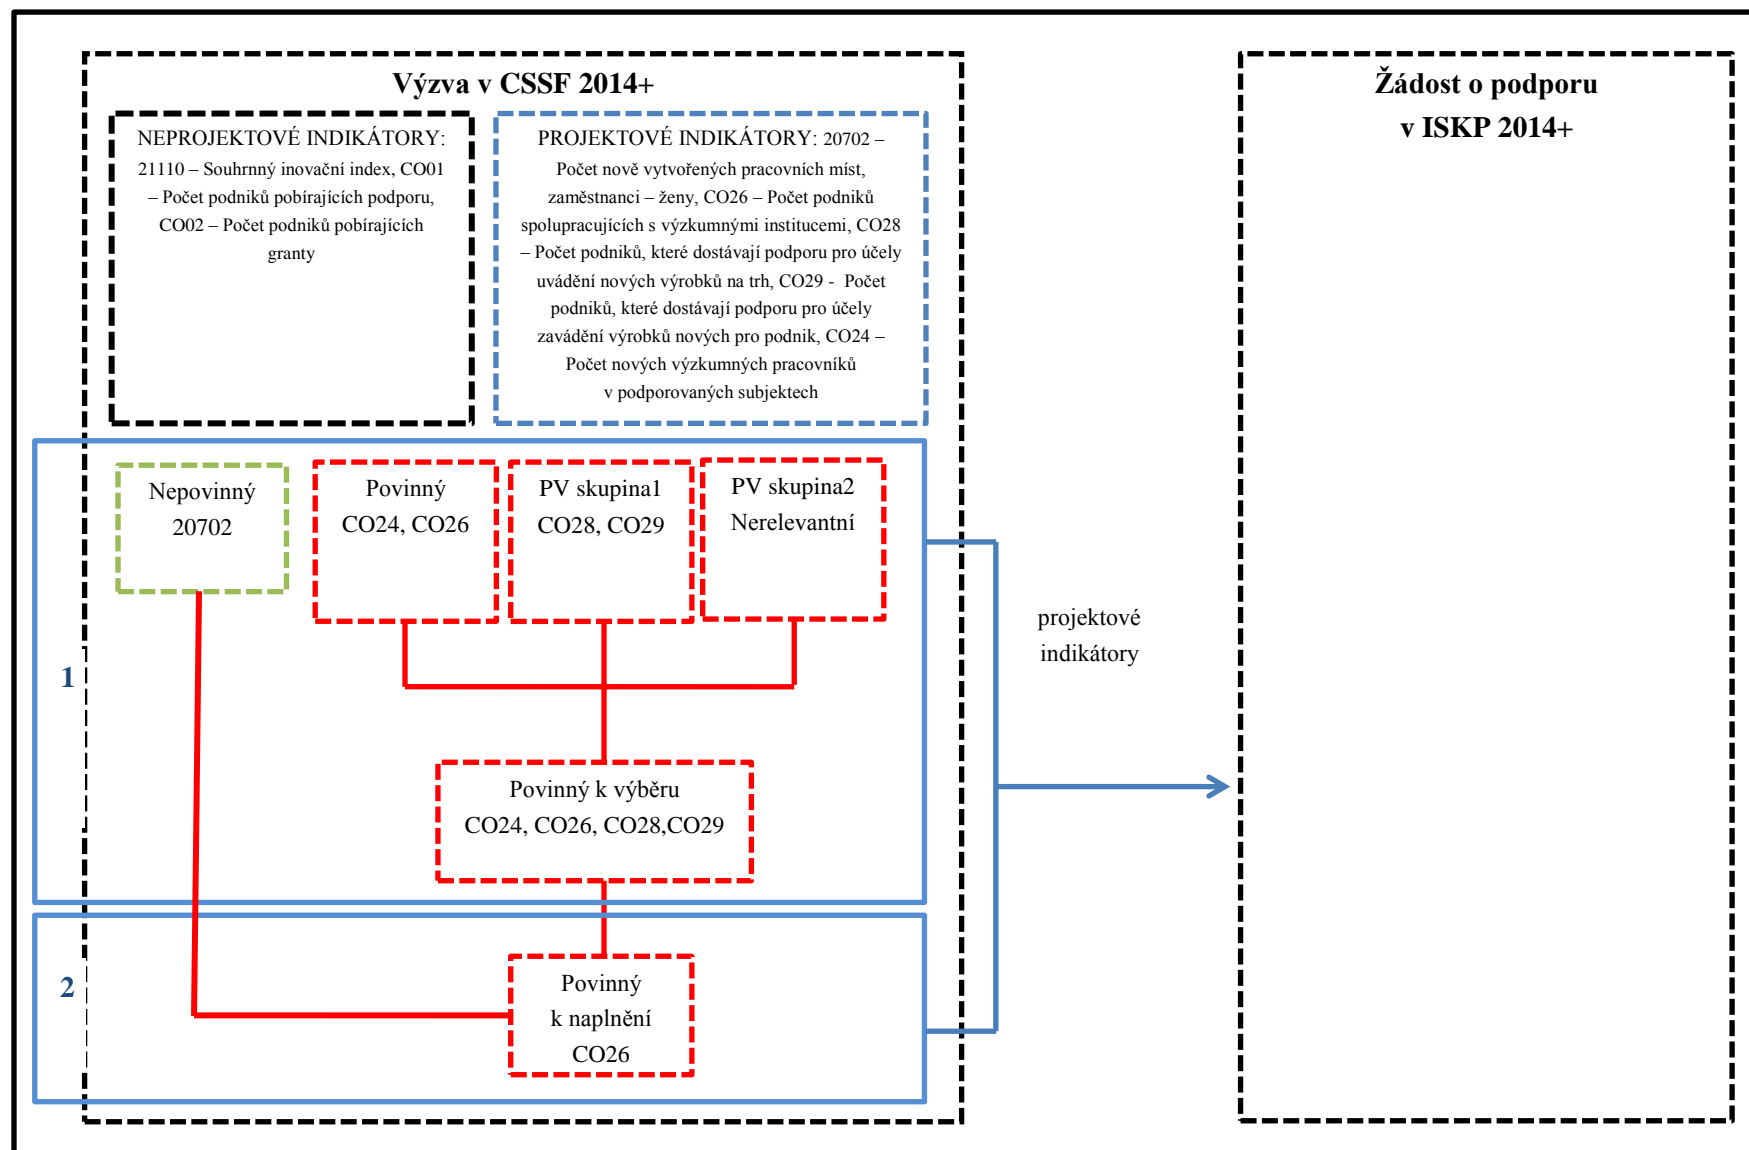 Výzva v CSSF 2014+
NEPROJEKTOVÉ INDIKÁTORY:
21110 – Souhrnný inovační index, CO01
– Počet podniků pobírajících podporu,
CO02 – Počet podniků pobírajících
granty
PROJEKTOVÉ INDIKÁTORY: 20702 –
Počet nově vytvořených pracovních míst,
zaměstnanci – ženy, CO26 – Počet podniků
spolupracujících s výzkumnými institucemi, CO28
– Počet podniků, které dostávají podporu pro účely
uvádění nových výrobků na trh, CO29 - Počet
podniků, které dostávají podporu pro účely
zavádění výrobků nových pro podnik, CO24 –
Počet nových výzkumných pracovníků
v podporovaných subjektech
Žádost o podporu
v ISKP 2014+
1
Nepovinný
20702
Povinný
CO24, CO26
PV skupina1
CO28, CO29
PV skupina2
Nerelevantní
Povinný k výběru
CO24, CO26, CO28,CO29
projektové
indikátory
2
Povinný
k naplnění
CO26